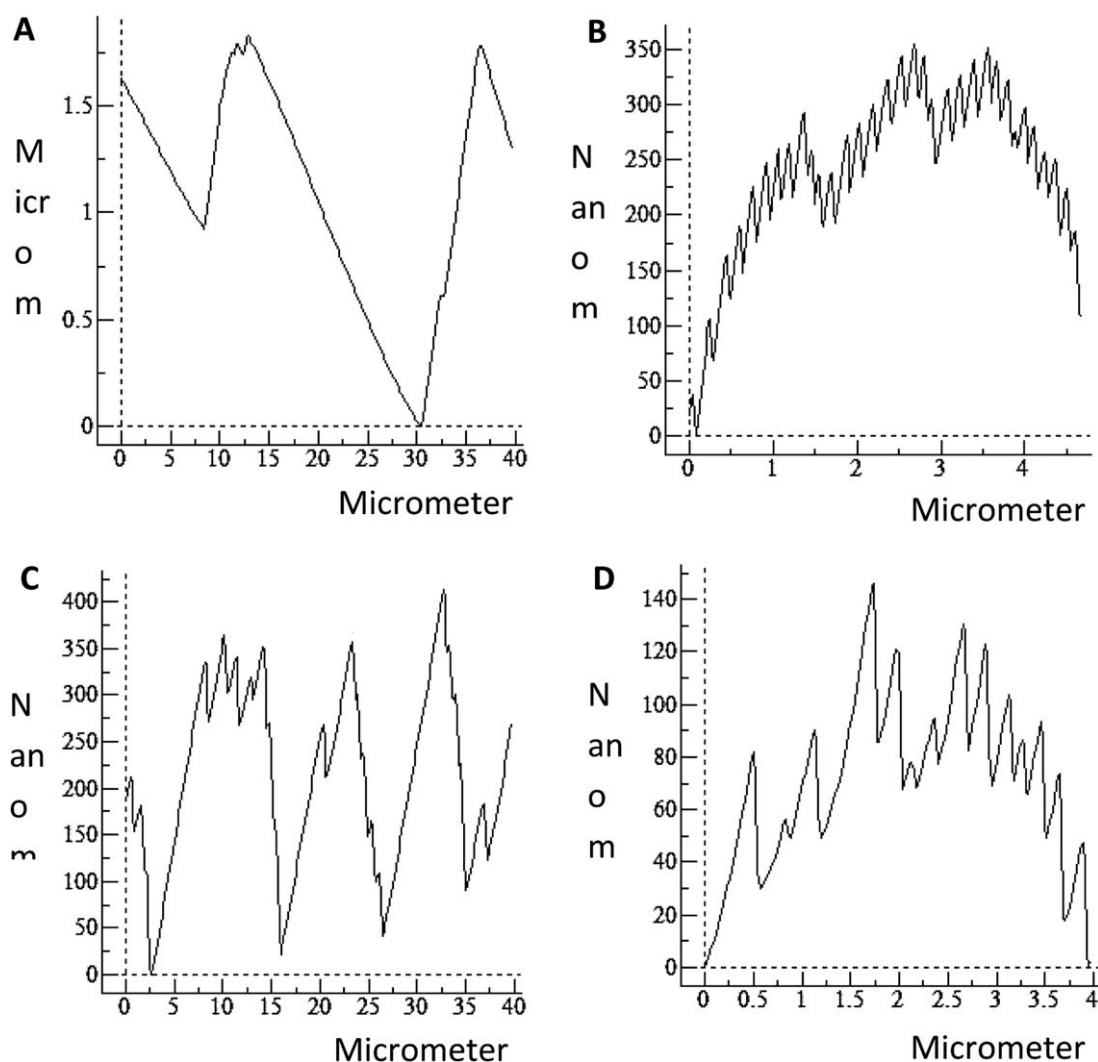 A
M
icr
o
m
1.5
1
0.5
0
0 5 10 15 20 25 30 35 40
Micrometer
B
N
an
o
m
350
300
250
200
150
100
50
0
0 1 2 3 4
Micrometer
C
N
an
o
m
400
350
300
250
200
150
100
50
0
0 5 10 15 20 25 30 35 40
Micrometer
D
N
an
o
m
140
120
100
80
60
40
20
0
0 0.5 1 1.5 2 2.5 3 3.5 4
Micrometer